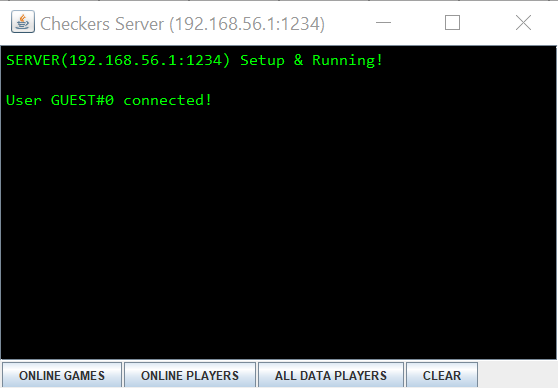 Checkers Server (192.168.56.1:1234)
SERVER(192.168.56.1:1234) Setup & Running!
User GUEST#0 connected!
ONLINE GAMES ONLINE PLAYERS ALL DATA PLAYERS CLEAR